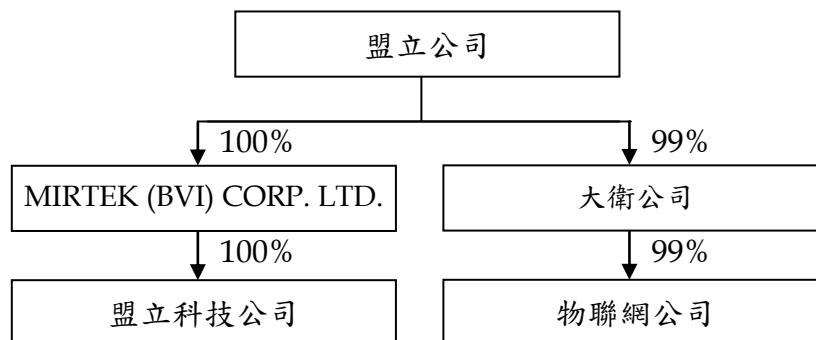 盟立公司
100%
99%
MIRTEK (BVI) CORP. LTD.
大衛公司
100%
99%
盟立科技公司
物聯網公司